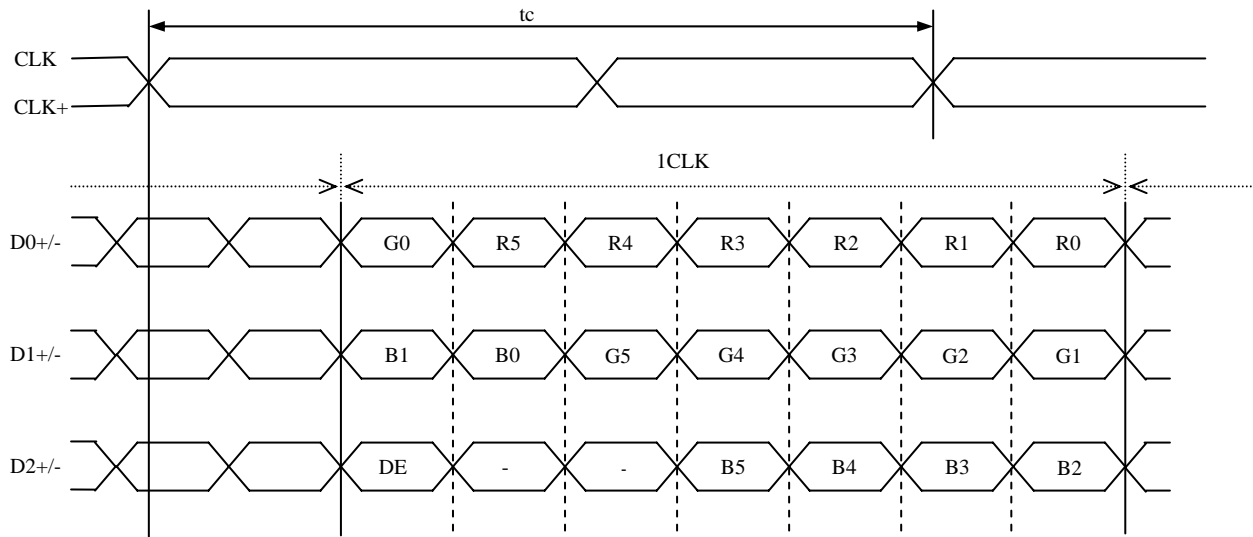 tc
CLK
CLK+
1CLK
D0+/- G0 R5 R4 R3 R2 R1 R0
D1+/- B1 B0 G5 G4 G3 G2 G1
D2+/- DE - - B5 B4 B3 B2